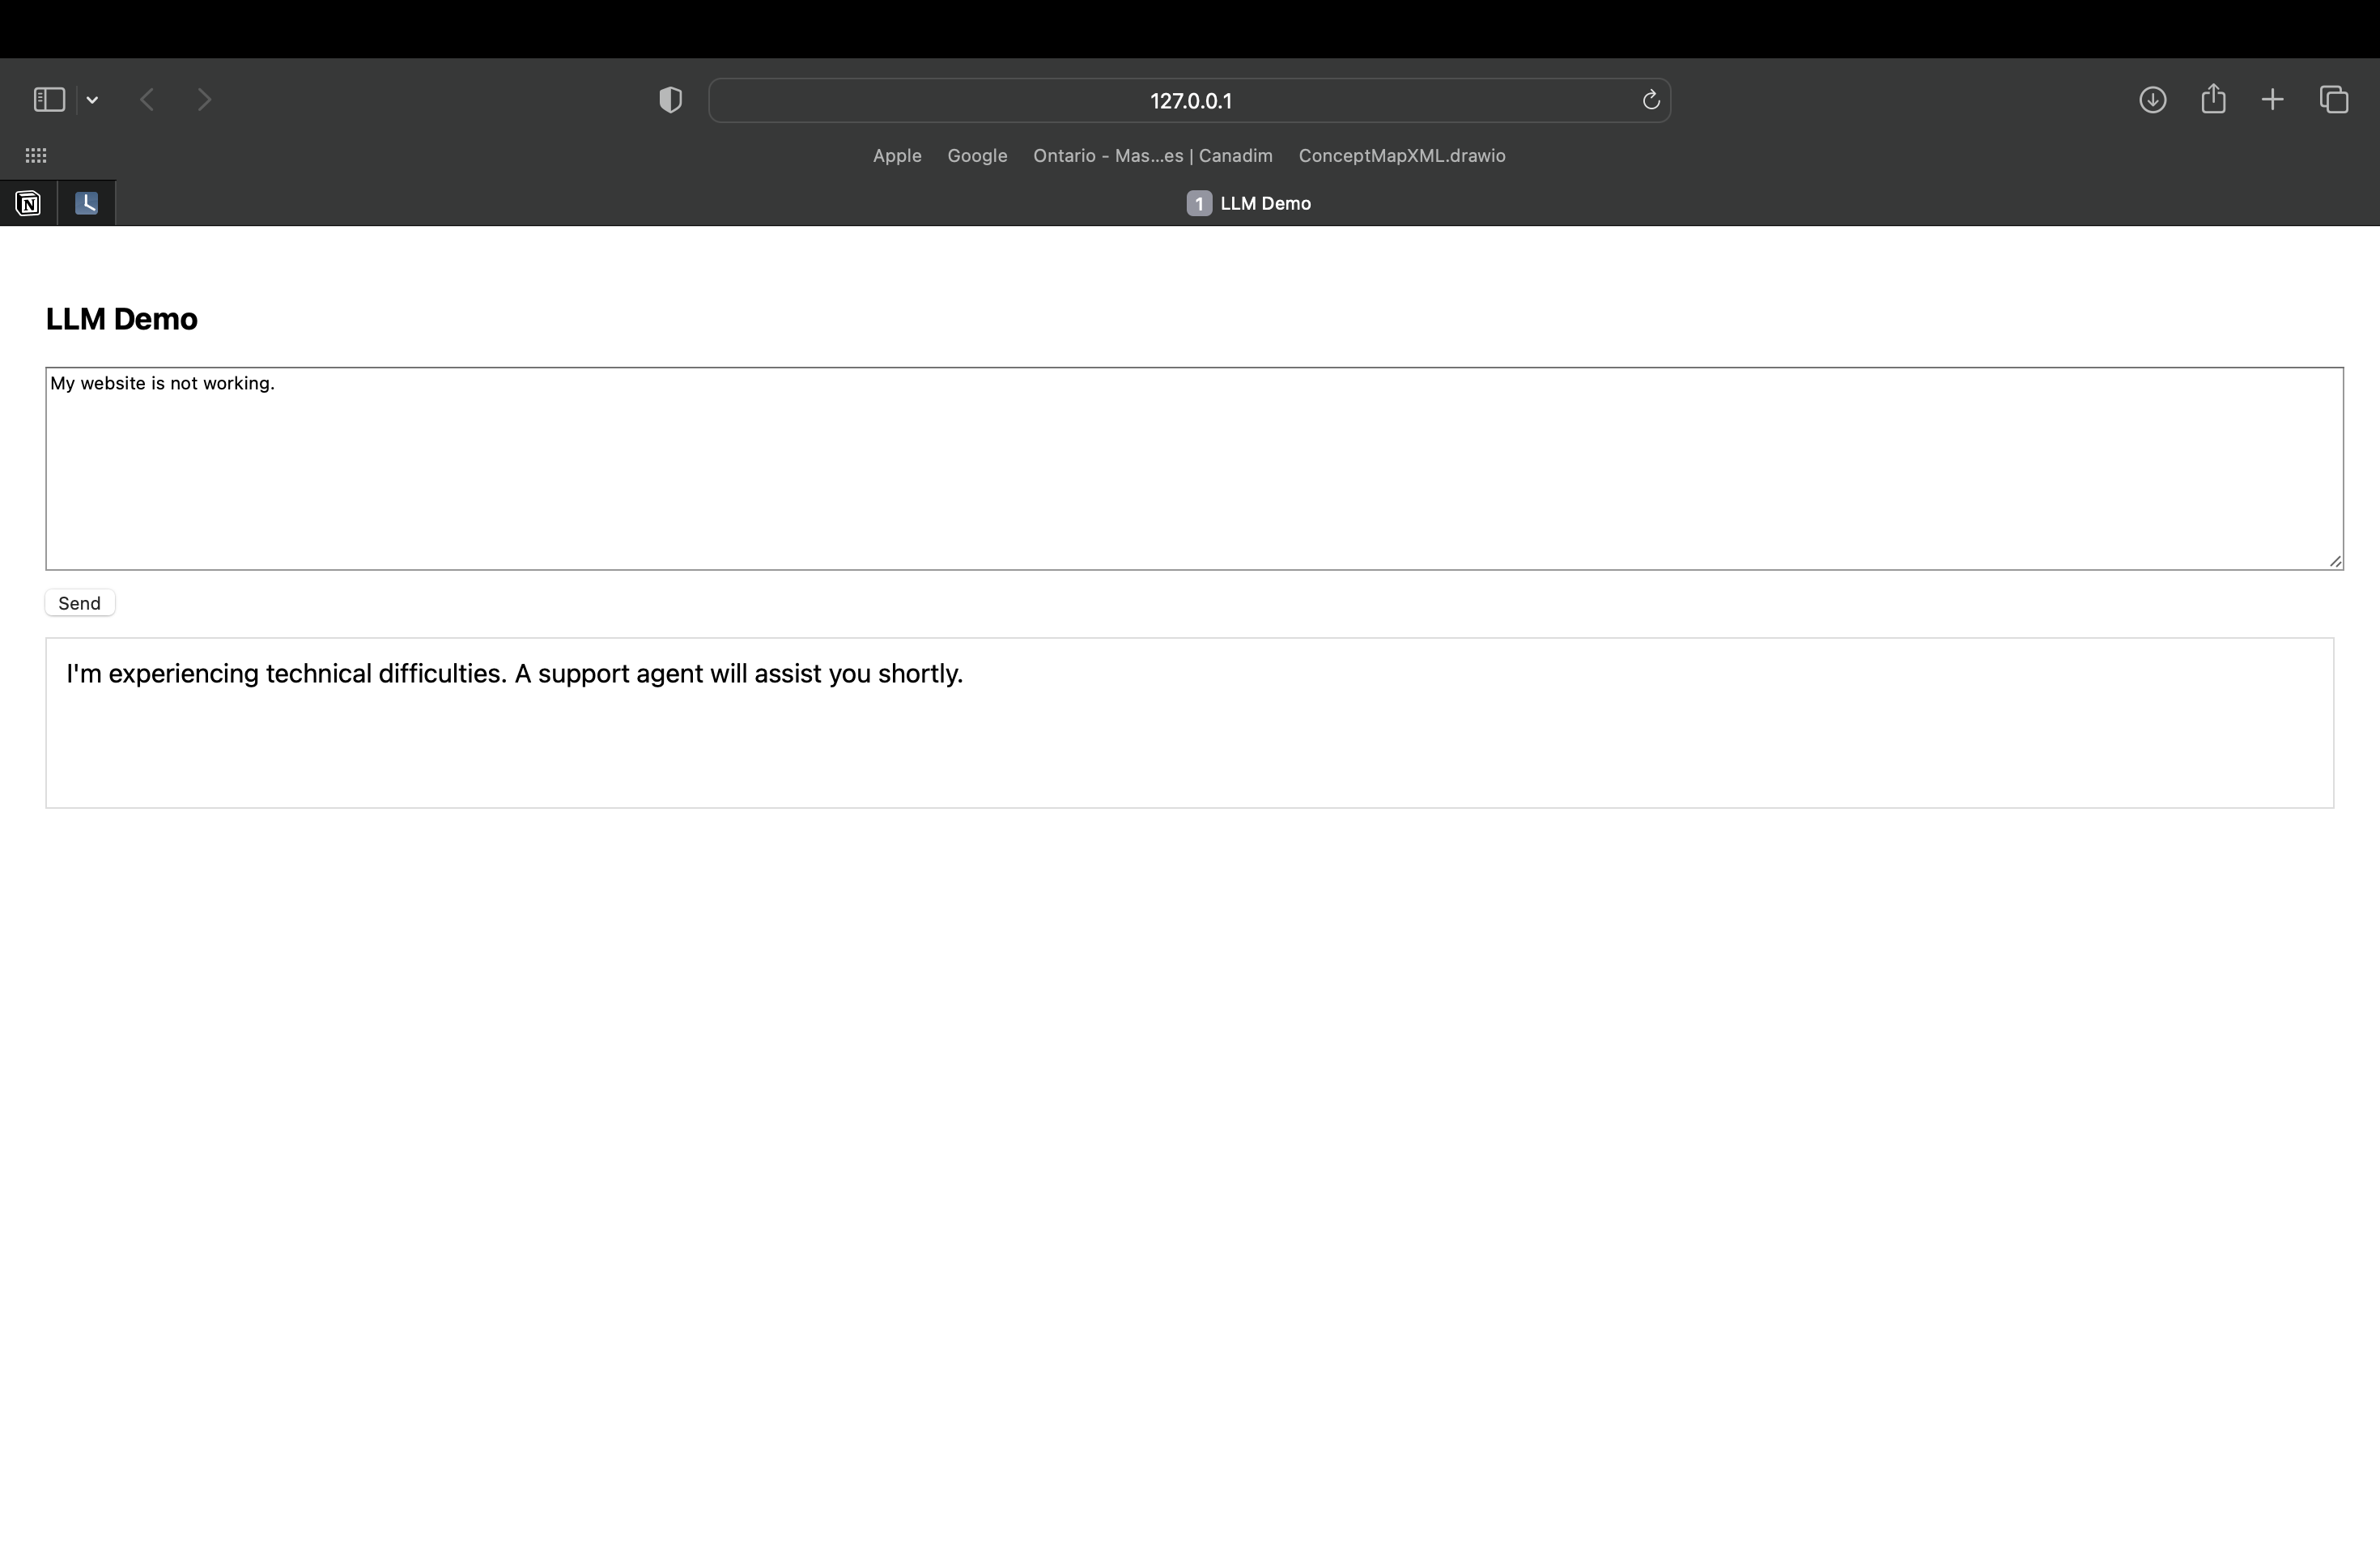 127.0.0.1
Apple Google Ontario - Mas...es | Canadim ConceptMapXML.drawio
N 1 LLM Demo
LLM Demo
My website is not working.
Send
I'm experiencing technical difficulties. A support agent will assist you shortly.